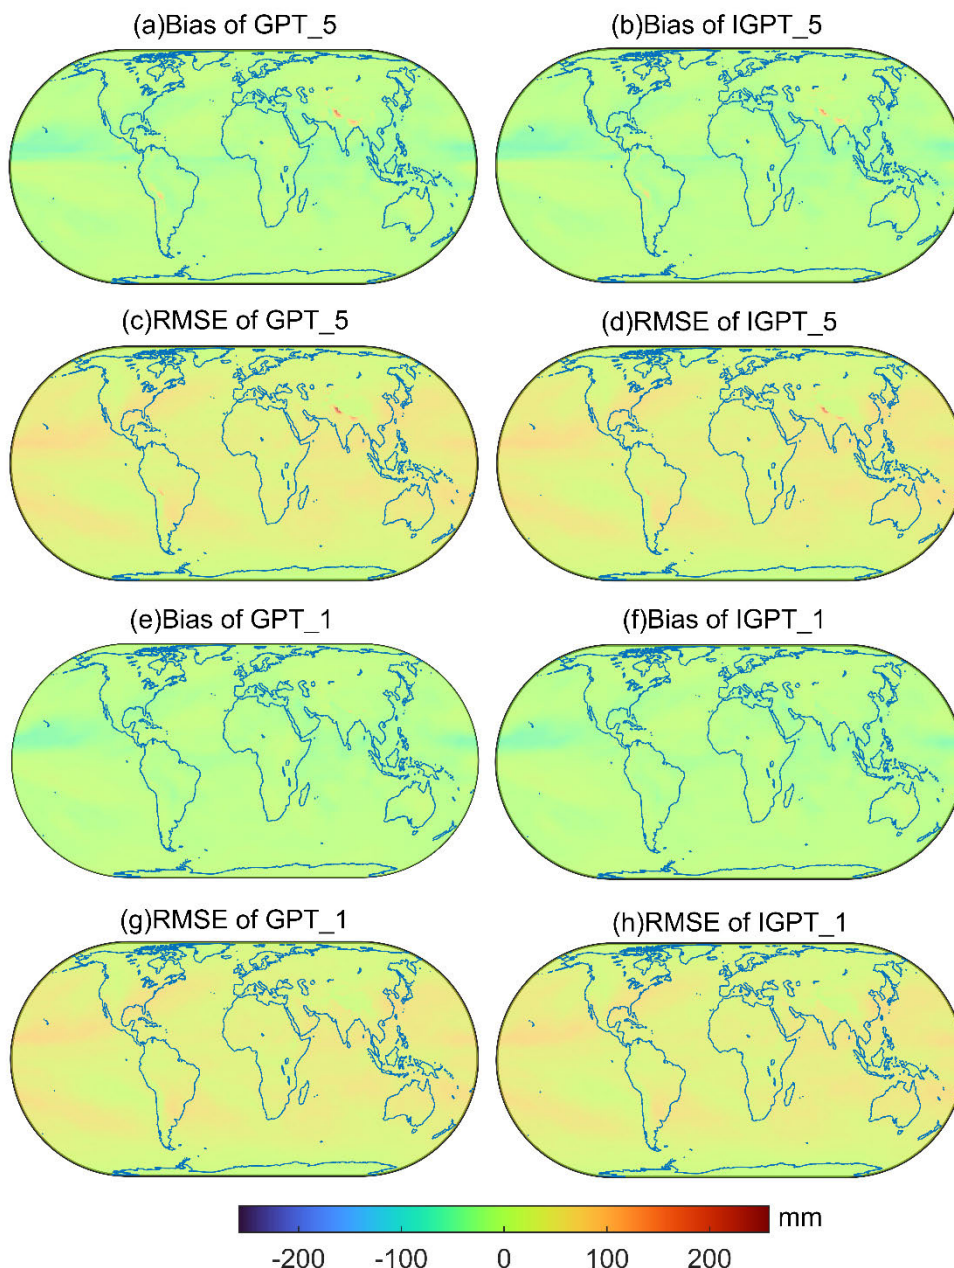 (a)Bias of GPT_5
(b)Bias of IGPT_5
(c)RMSE of GPT_5
(d)RMSE of IGPT_5
(e)Bias of GPT_1
(f)Bias of IGPT_1
(g)RMSE of GPT_1
(h)RMSE of IGPT_1
mm
-200 -100 0 100 200